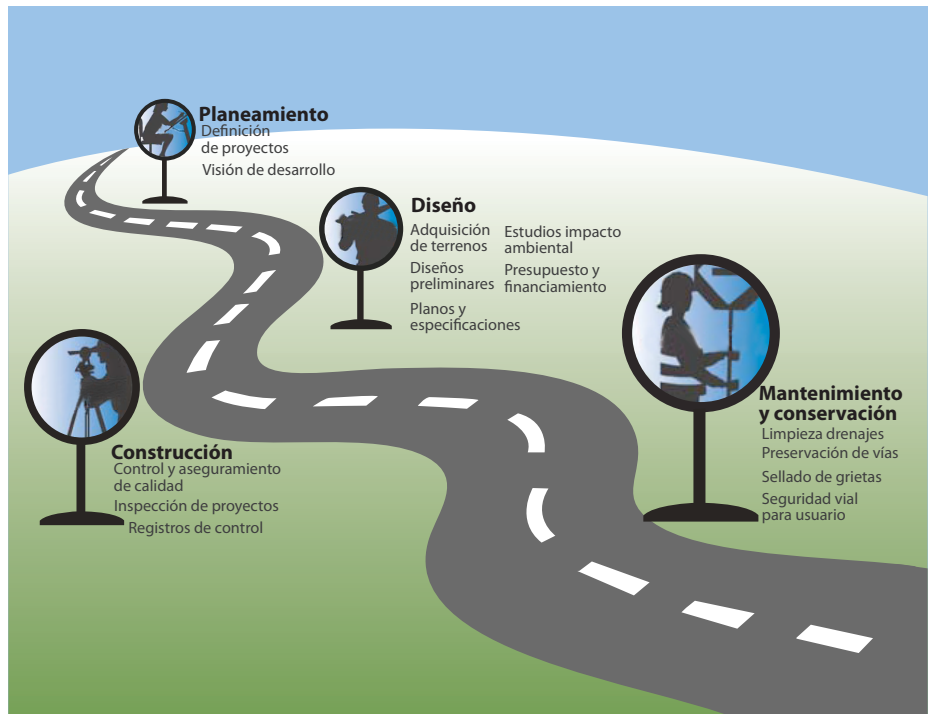 Planeamiento
Definición
de proyectos
Visión de desarrollo
Diseño
Adquisición
de terrenos
Diseños
preliminares
Planos y
especificaciones
Estudios impacto
ambiental
Presupuesto y
financiamiento
Construcción
Control y aseguramiento
de calidad
Inspección de proyectos
Registros de control
Mantenimiento
y conservación
Limpieza drenajes
Preservación de vías
Sellado de grietas
Seguridad vial
para usuario